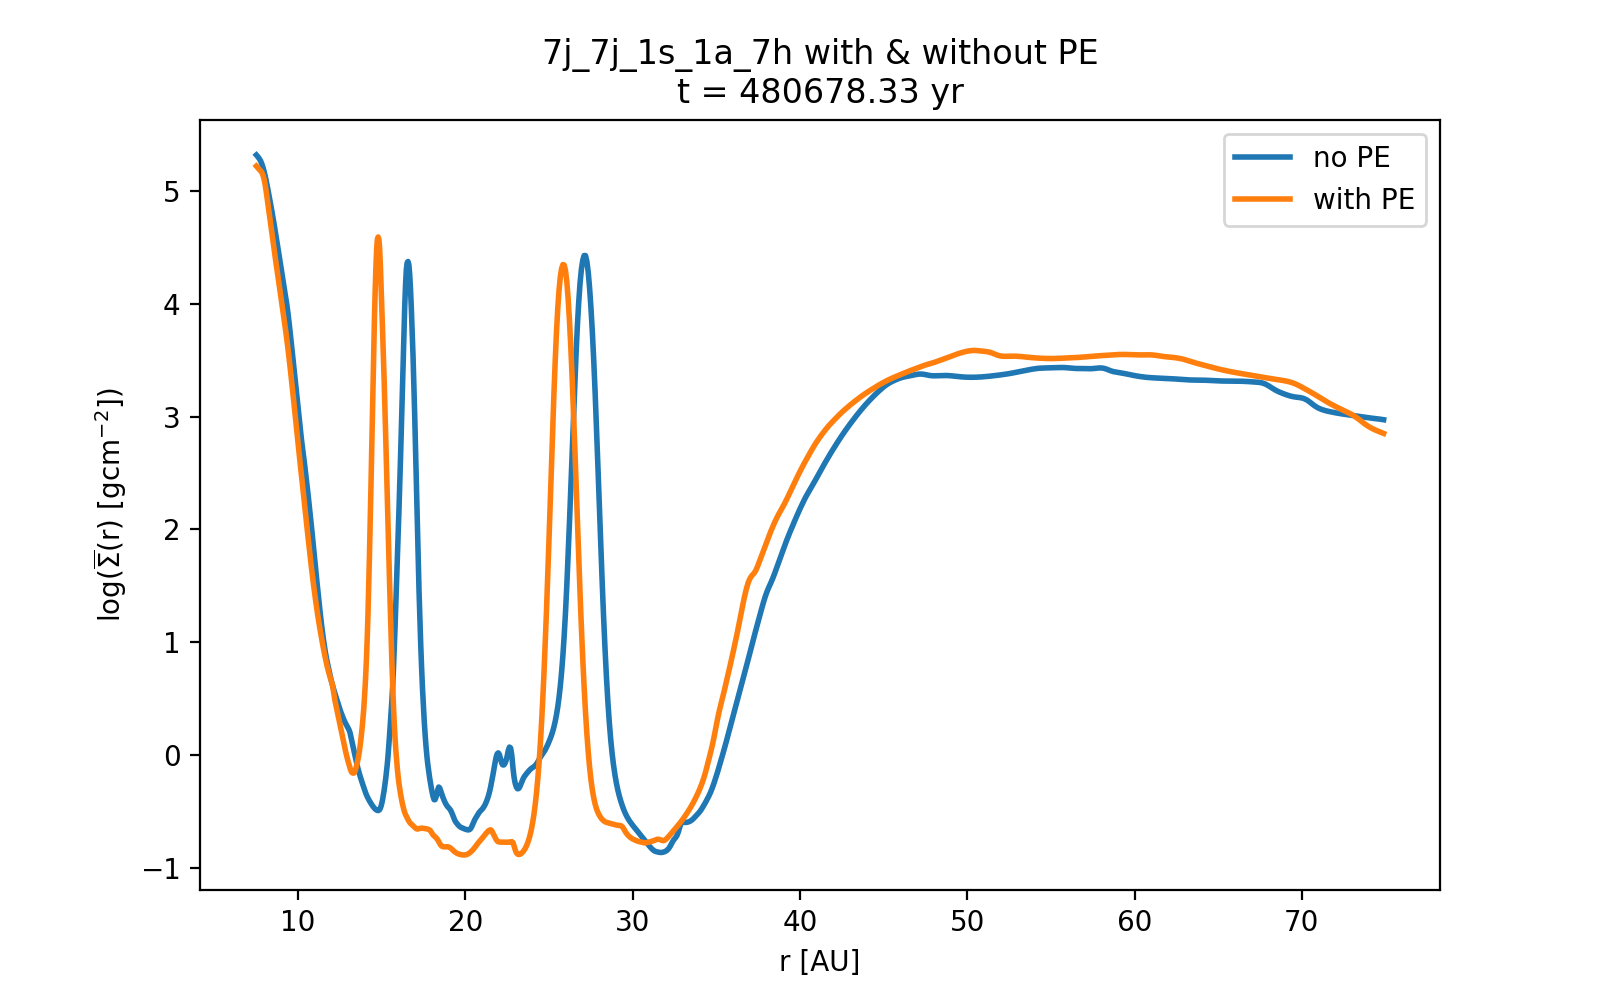 7j_7j_1s_1a_7h with & without PE
t = 480678.33 yr
no PE
with PE
5
4
3
2
1
0
−1
log(Σ̅(r) [gcm⁻²])
10 20 30 40 50 60 70
r [AU]